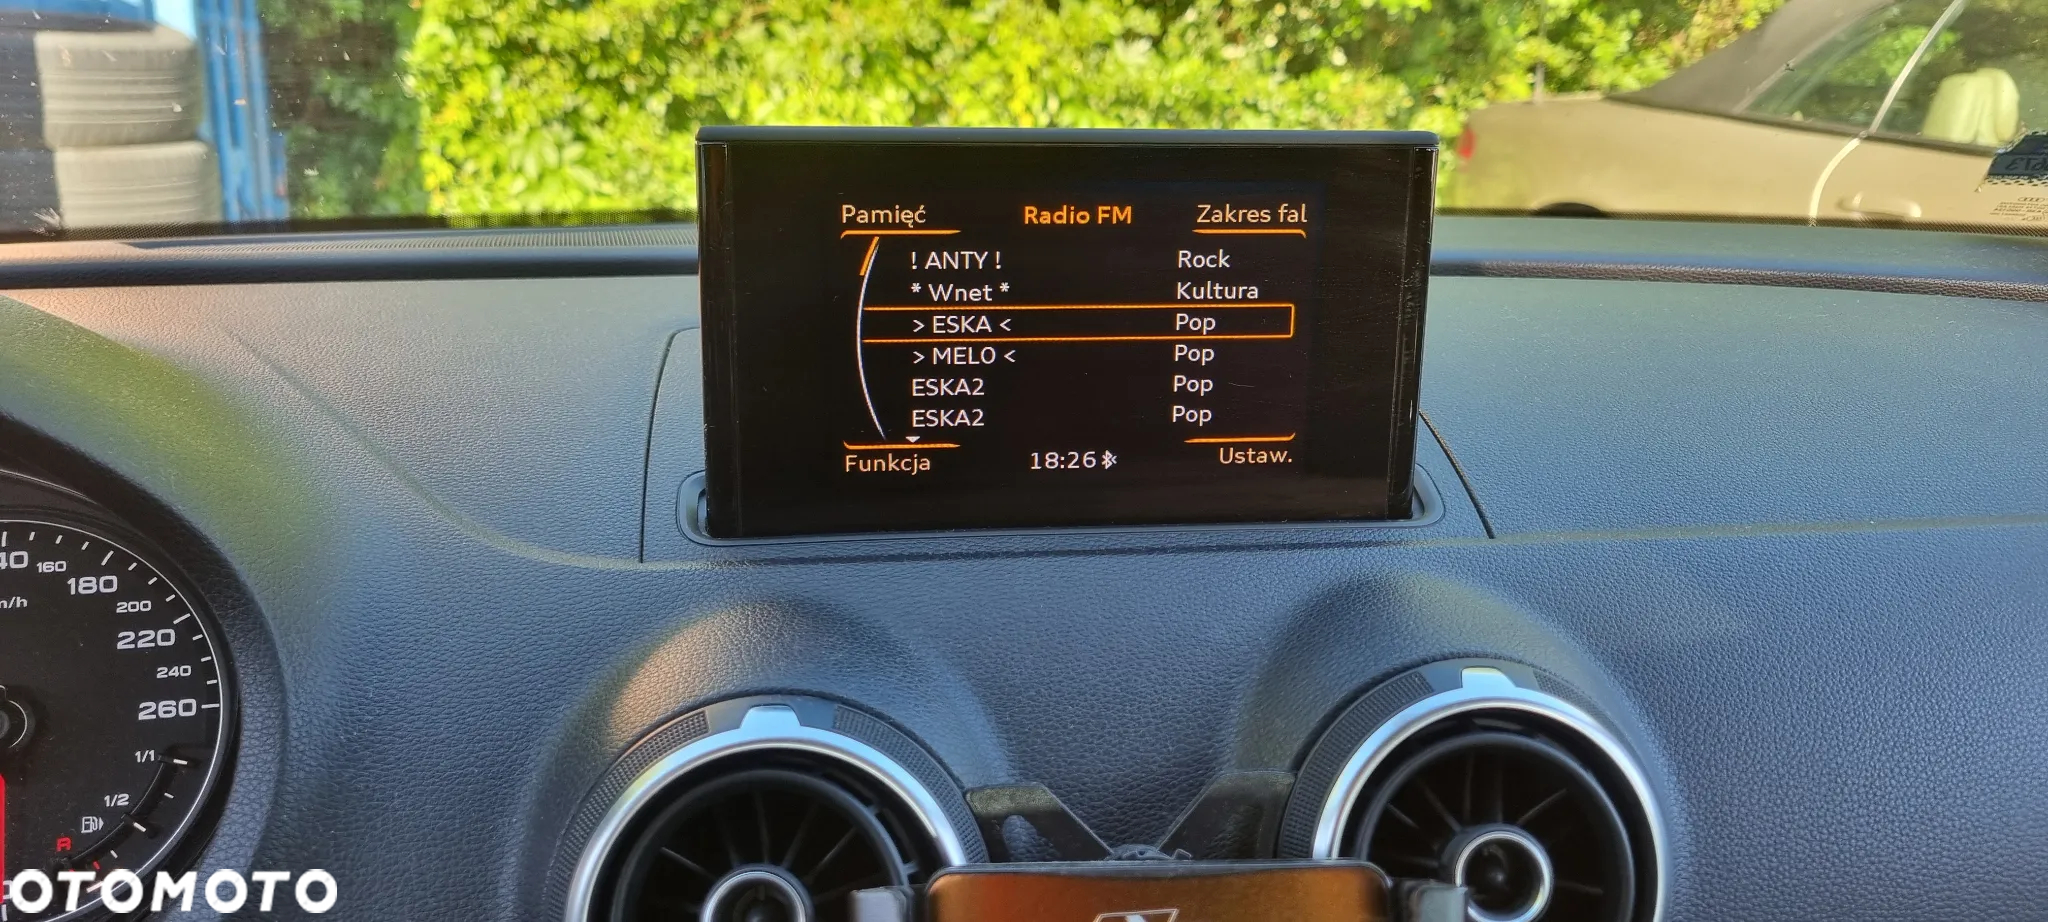 Pamięć Radio FM Zakres fal
! ANTY ! Rock
* Wnet * Kultura
> ESKA < Pop
> MELO < Pop
ESKA2 Pop
ESKA2 Pop
Funkcja 18:26 Ustaw.
160
180
200
220
240
260
1/1
1/2
R
OTOMOTO